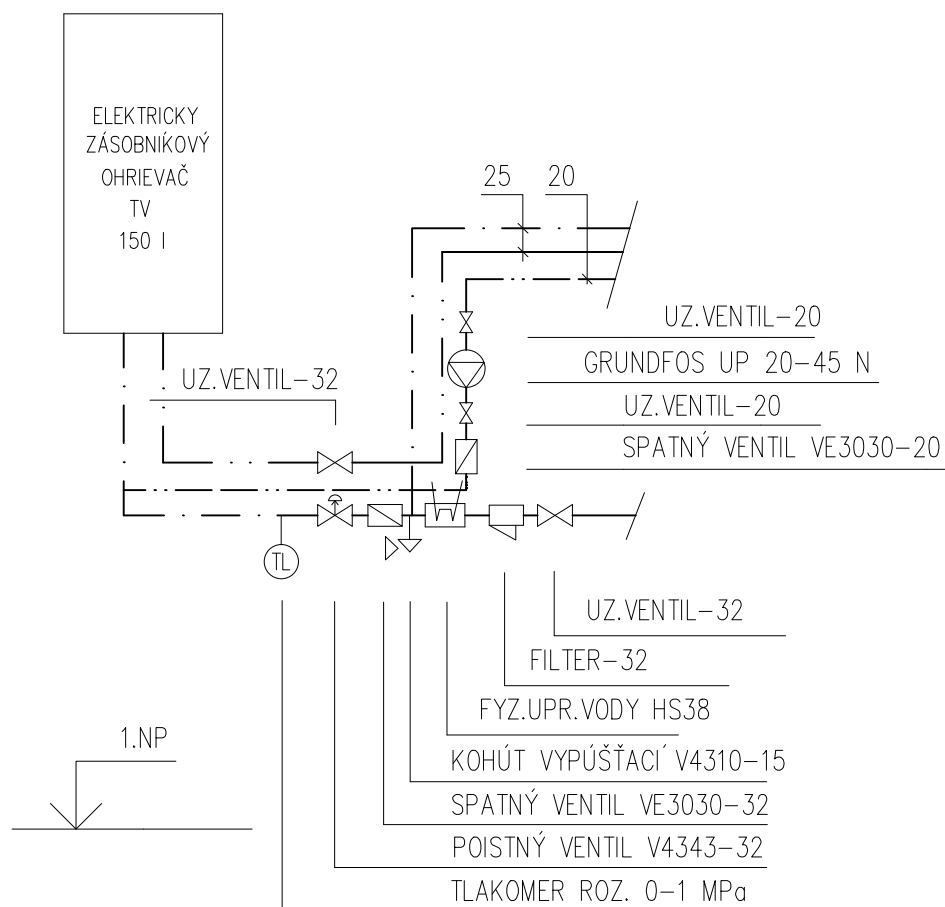 ELEKTRICKY
ZÁSOBNÍKOVÝ
OHRIEVAČ
TV
150 l
25
20
UZ.VENTIL-20
GRUNDFOS UP 20-45 N
UZ.VENTIL-32
UZ.VENTIL-20
SPATNÝ VENTIL VE3030-20
TL
UZ.VENTIL-32
FILTER-32
FYZ.UPR.VODY HS38
1.NP
KOHÚT VYPÚŠŤACÍ V4310-15
SPATNÝ VENTIL VE3030-32
POISTNÝ VENTIL V4343-32
TLAKOMER ROZ. 0-1 MPa